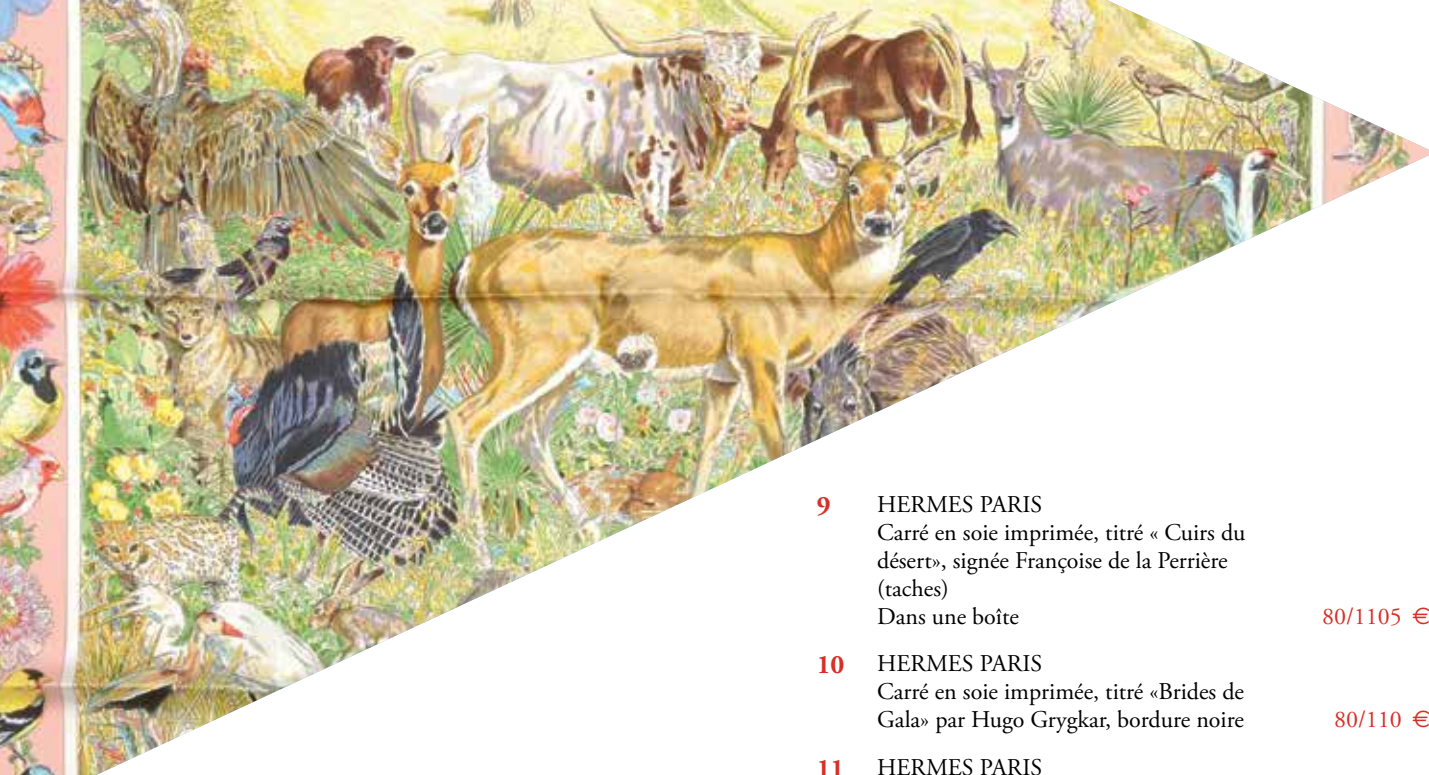 9 HERMES PARIS
Carré en soie imprimée, titré « Cuirs du
désert», signée Françoise de la Perrière
(taches)
Dans une boîte 80/1105 €
10 HERMES PARIS
Carré en soie imprimée, titré «Brides de
Gala» par Hugo Grygkar, bordure noire 80/110 €
11 HERMES PARIS